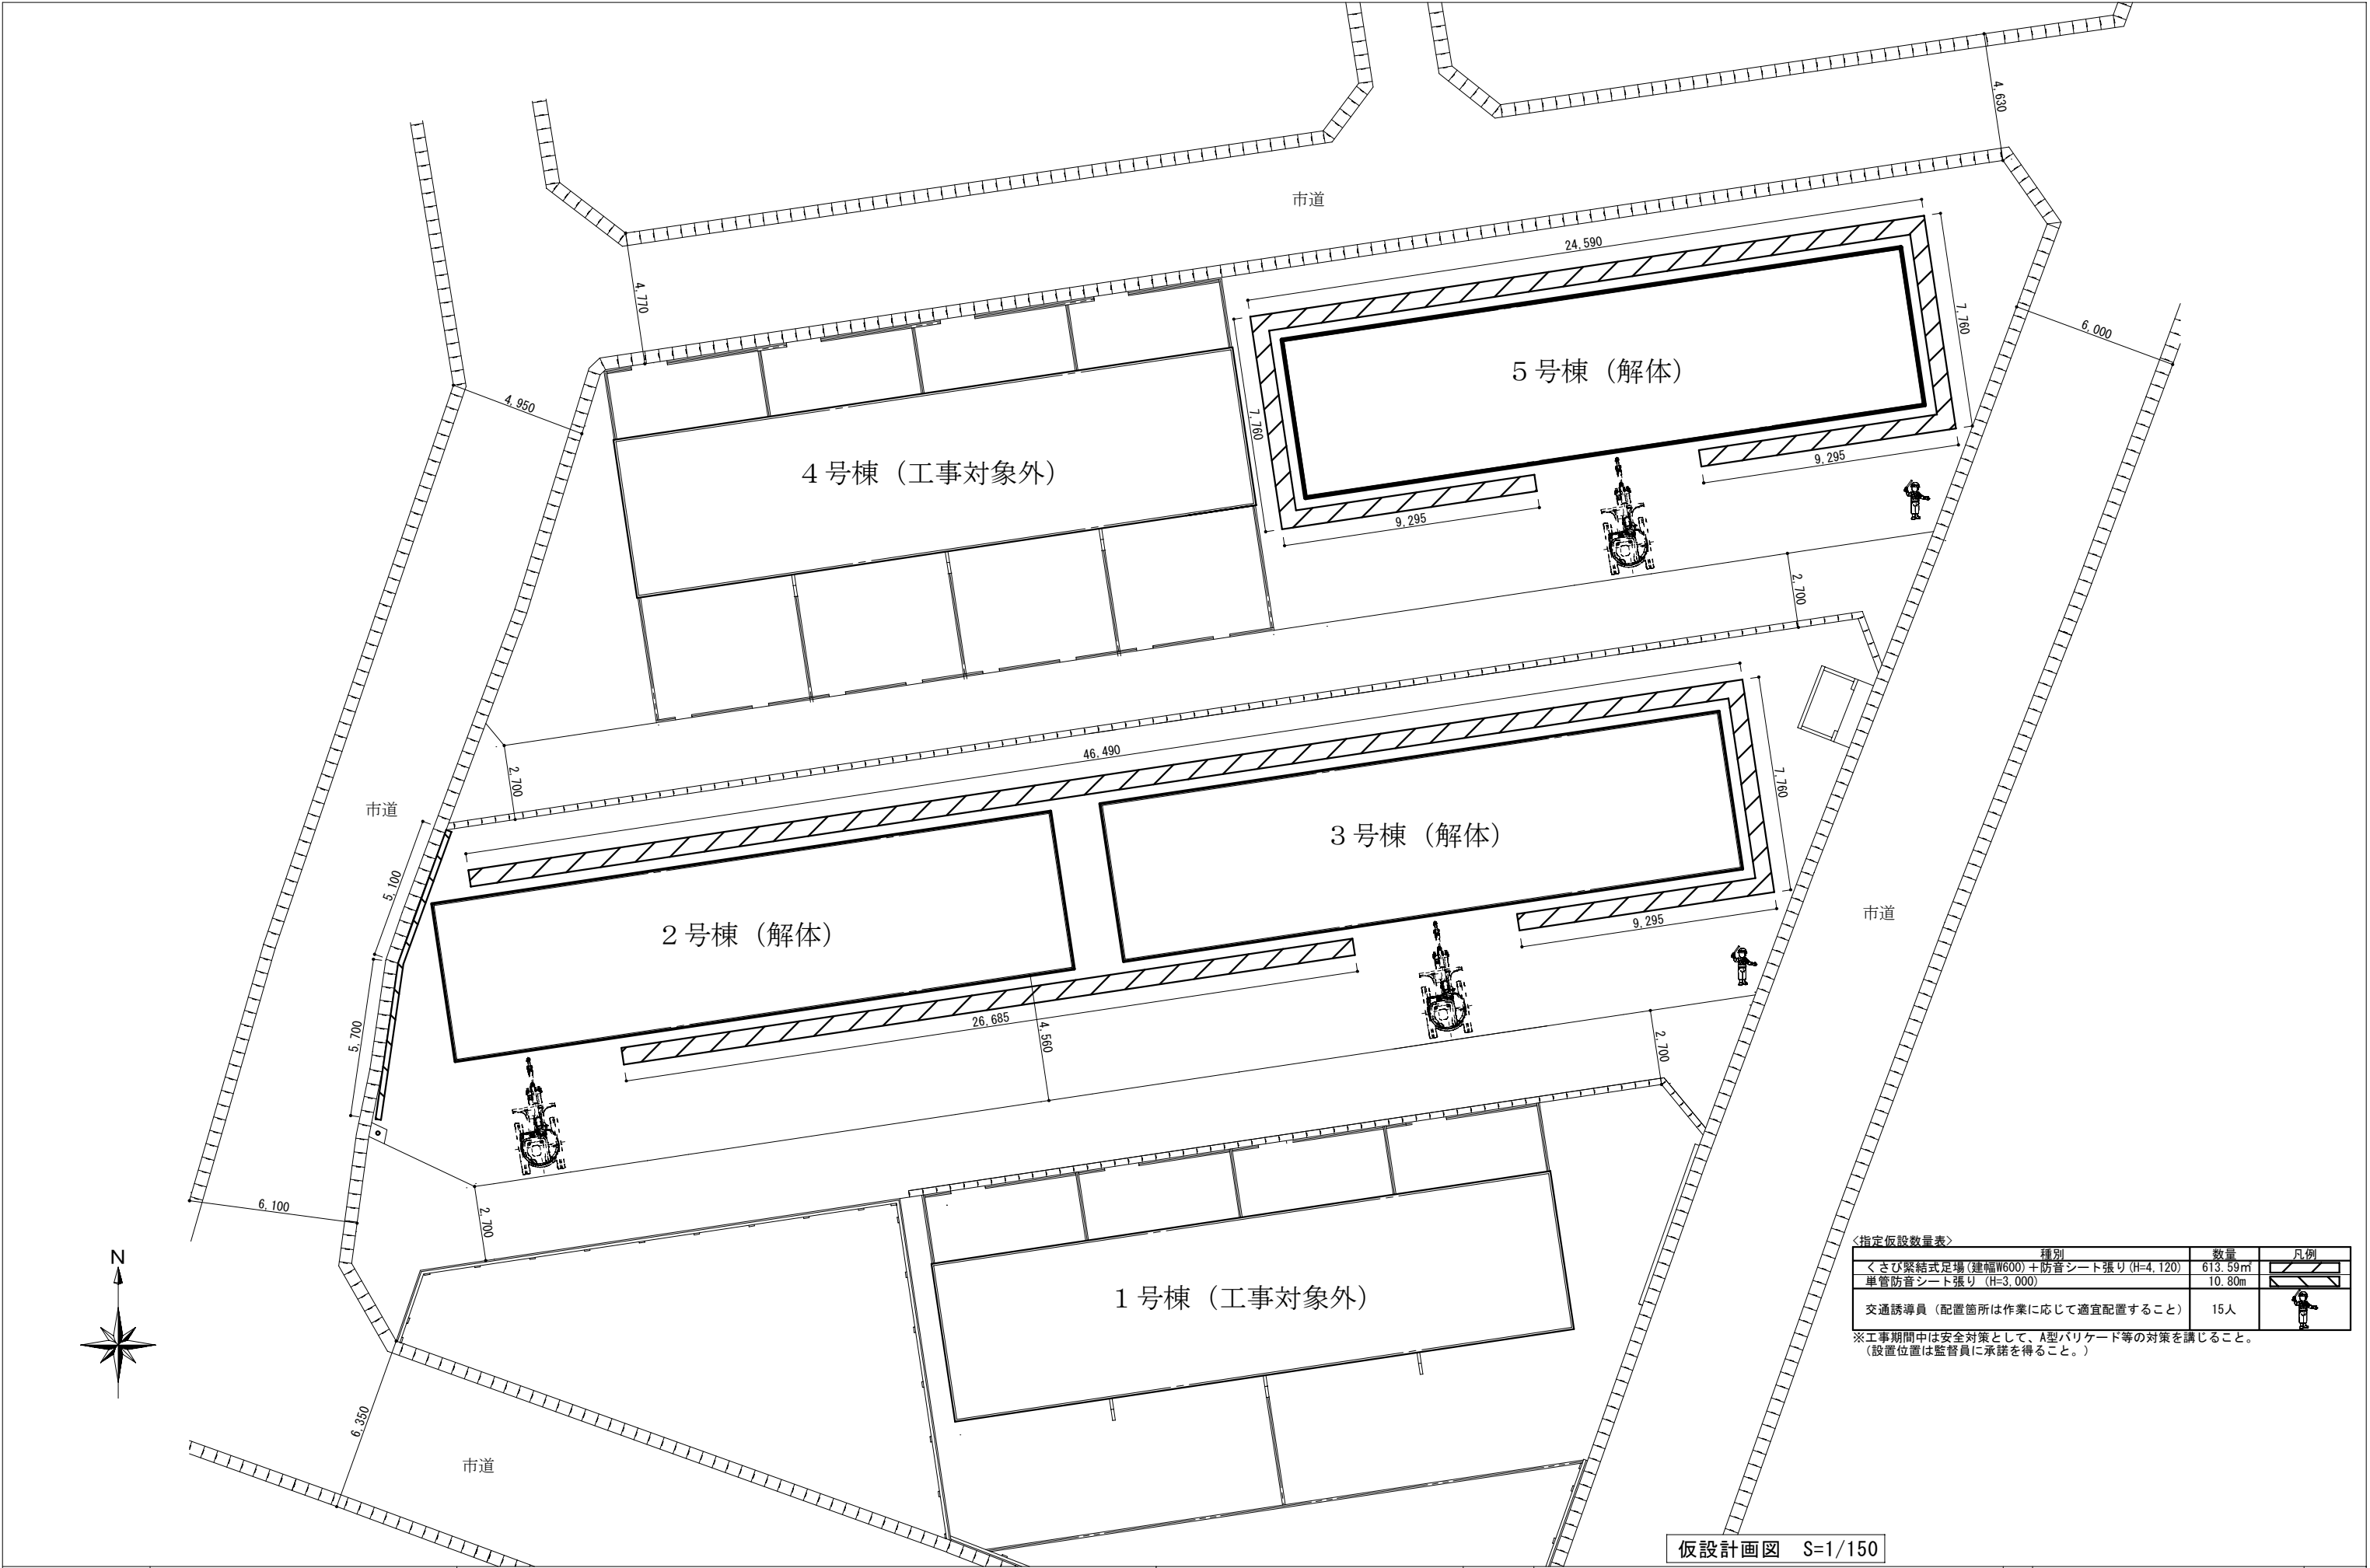 4,630
市道
24,590
4,770
7,760
6,000
5号棟（解体）
7,760
4,950
4号棟（工事対象外）
9,295
9,295
2,700
46,490
2,700
7,760
市道
3号棟（解体）
5,100
市道
9,295
2号棟（解体）
26,685
4,560
5,700
2,700
6,100
2,700
N
1号棟（工事対象外）
6,350
市道
<指定仮設数量表>
種別 数量 凡例
くさび緊結式足場(建幅W600)＋防音シート張り(H=4,120) 613.59㎡
単管防音シート張り (H=3,000) 10.80m
交通誘導員（配置箇所は作業に応じて適宜配置すること） 15人
※工事期間中は安全対策として、A型バリケード等の対策を講じること。
（設置位置は監督員に承諾を得ること。）
仮設計画図 S=1/150